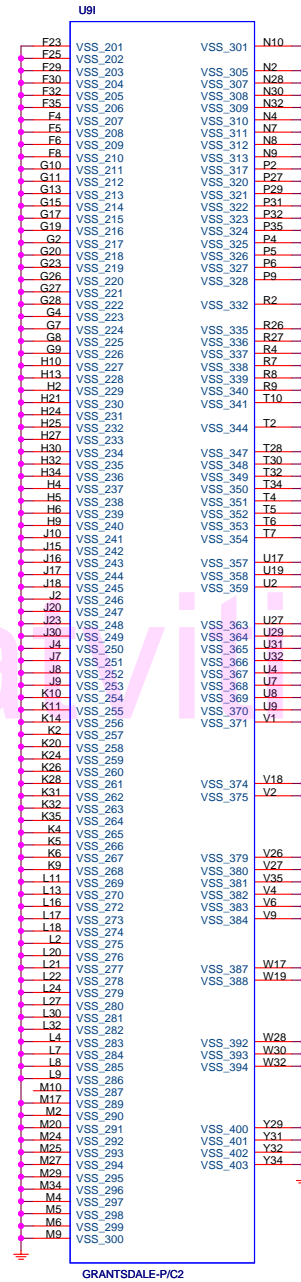 U9I
F23 VSS_201
F25 VSS_202
F29 VSS_203
F30 VSS_204
F32 VSS_205
F35 VSS_206
F4 VSS_207
F5 VSS_208
F6 VSS_209
F8 VSS_210
G10 VSS_211
G11 VSS_212
G13 VSS_213
G15 VSS_214
G17 VSS_215
G19 VSS_216
G2 VSS_217
G20 VSS_218
G23 VSS_219
G26 VSS_220
G27 VSS_221
G28 VSS_222
G4 VSS_223
G7 VSS_224
G8 VSS_225
G9 VSS_226
H10 VSS_227
H13 VSS_228
H2 VSS_229
H21 VSS_230
H24 VSS_231
H25 VSS_232
H27 VSS_233
H30 VSS_234
H32 VSS_235
H34 VSS_236
H4 VSS_237
H5 VSS_238
H6 VSS_239
H9 VSS_240
J10 VSS_241
J15 VSS_242
J16 VSS_243
J17 VSS_244
J18 VSS_245
J2 VSS_246
J20 VSS_247
J23 VSS_248
J30 VSS_249
J4 VSS_250
J7 VSS_251
J8 VSS_252
J9 VSS_253
K10 VSS_254
K11 VSS_255
K14 VSS_256
K2 VSS_257
K20 VSS_258
K24 VSS_259
K26 VSS_260
K28 VSS_261
K31 VSS_262
K32 VSS_263
K35 VSS_264
K4 VSS_265
K5 VSS_266
K6 VSS_267
K9 VSS_268
L11 VSS_269
L13 VSS_270
L16 VSS_272
L17 VSS_273
L18 VSS_274
L2 VSS_275
L20 VSS_276
L21 VSS_277
L22 VSS_278
L24 VSS_279
L27 VSS_280
L30 VSS_281
L32 VSS_282
L4 VSS_283
L7 VSS_284
L8 VSS_285
L9 VSS_286
M10 VSS_287
M17 VSS_289
M2 VSS_290
M20 VSS_291
M24 VSS_292
M25 VSS_293
M27 VSS_294
M29 VSS_295
M34 VSS_296
M4 VSS_297
M5 VSS_298
M6 VSS_299
M9 VSS_300
VSS_301 N10
VSS_305 N2
VSS_307 N28
VSS_308 N30
VSS_309 N32
VSS_310 N4
VSS_311 N7
VSS_312 N8
VSS_313 N9
VSS_317 P2
VSS_320 P27
VSS_321 P29
VSS_322 P31
VSS_323 P32
VSS_324 P35
VSS_325 P4
VSS_326 P5
VSS_327 P6
VSS_328 P9
VSS_332 R2
VSS_335 R26
VSS_336 R27
VSS_337 R4
VSS_338 R7
VSS_339 R8
VSS_340 R9
VSS_341 T10
VSS_344 T2
VSS_347 T28
VSS_348 T30
VSS_349 T32
VSS_350 T34
VSS_351 T4
VSS_352 T5
VSS_353 T6
VSS_354 T7
VSS_357 U17
VSS_358 U19
VSS_359 U2
VSS_363 U27
VSS_364 U29
VSS_365 U31
VSS_366 U32
VSS_367 U4
VSS_368 U7
VSS_369 U8
VSS_370 U9
VSS_371 V1
VSS_374 V18
VSS_375 V2
VSS_379 V26
VSS_380 V27
VSS_381 V35
VSS_382 V4
VSS_383 V6
VSS_384 V9
VSS_387 W17
VSS_388 W19
VSS_392 W28
VSS_393 W30
VSS_394 W32
VSS_400 Y29
VSS_401 Y31
VSS_402 Y32
VSS_403 Y34
GRANTSDALE-P/C2